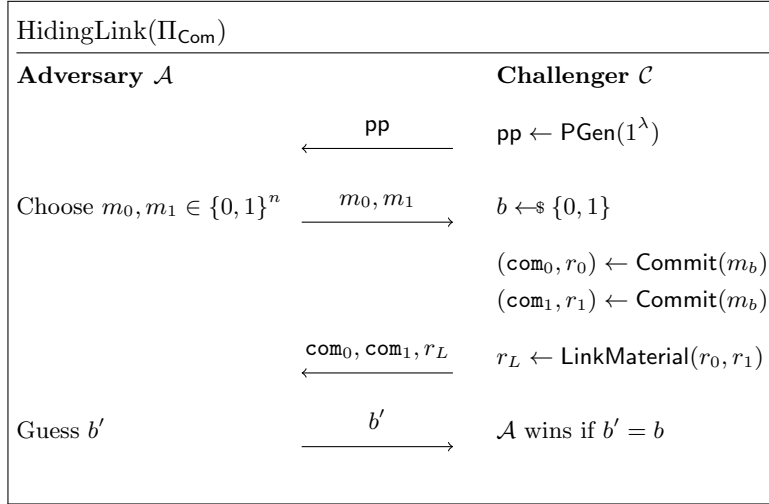 HidingLink(Π_Com)
Adversary 𝒜 Challenger 𝒞
pp pp ← PGen(1^λ)
Choose m_0, m_1 ∈ {0, 1}^n m_0, m_1 b ←$ {0, 1}
(com_0, r_0) ← Commit(m_b)
(com_1, r_1) ← Commit(m_b)
com_0, com_1, r_L r_L ← LinkMaterial(r_0, r_1)
Guess b′ b′ 𝒜 wins if b′ = b